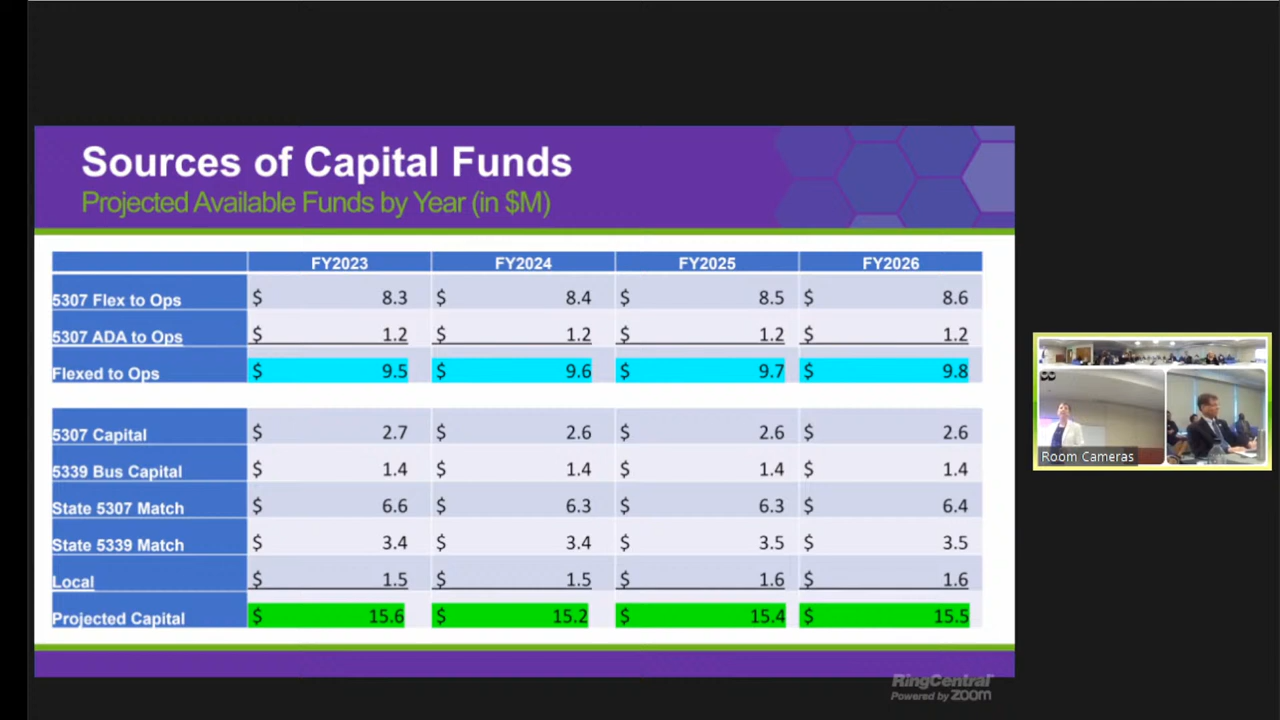 Sources of Capital Funds
Projected Available Funds by Year (in $M)
FY2023 FY2024 FY2025 FY2026
5307 Flex to Ops $ 8.3 $ 8.4 $ 8.5 $ 8.6
5307 ADA to Ops $ 1.2 $ 1.2 $ 1.2 $ 1.2
Flexed to Ops $ 9.5 $ 9.6 $ 9.7 $ 9.8
5307 Capital $ 2.7 $ 2.6 $ 2.6 $ 2.6
5339 Bus Capital $ 1.4 $ 1.4 $ 1.4 $ 1.4
State 5307 Match $ 6.6 $ 6.3 $ 6.3 $ 6.4
State 5339 Match $ 3.4 $ 3.4 $ 3.5 $ 3.5
Local $ 1.5 $ 1.5 $ 1.6 $ 1.6
Projected Capital $ 15.6 $ 15.2 $ 15.4 $ 15.5
Room Cameras
RingCentral
Powered by zoom